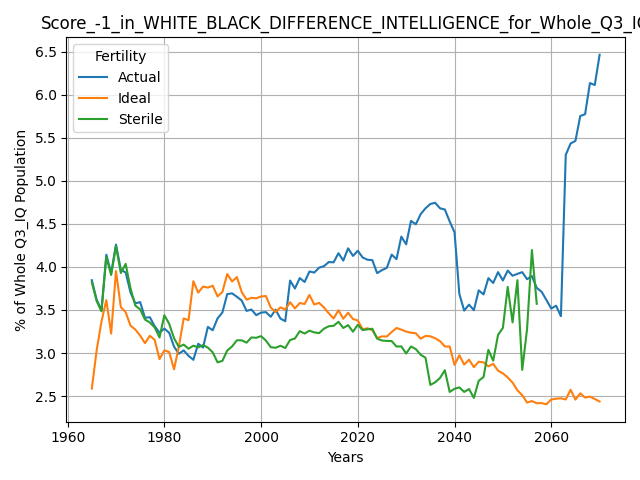 Score_-1_in_WHITE_BLACK_DIFFERENCE_INTELLIGENCE_for_Whole_Q3_I
Fertility
Actual
Ideal
Sterile
% of Whole Q3_IQ Population
6.5
6.0
5.5
5.0
4.5
4.0
3.5
3.0
2.5
1960
1980
2000
2020
2040
2060
Years